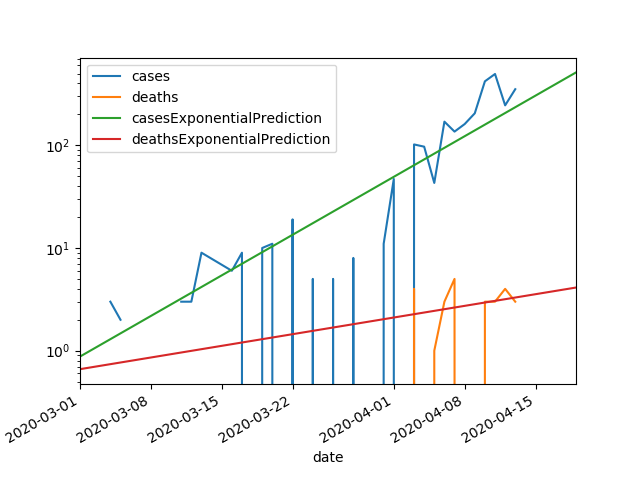 cases
deaths
casesExponentialPrediction
deathsExponentialPrediction
10²
10¹
10⁰
2020-03-01
2020-03-08
2020-03-15
2020-03-22
2020-04-01
2020-04-08
2020-04-15
date